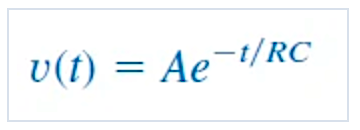 v(t) = Ae^{-t/RC}